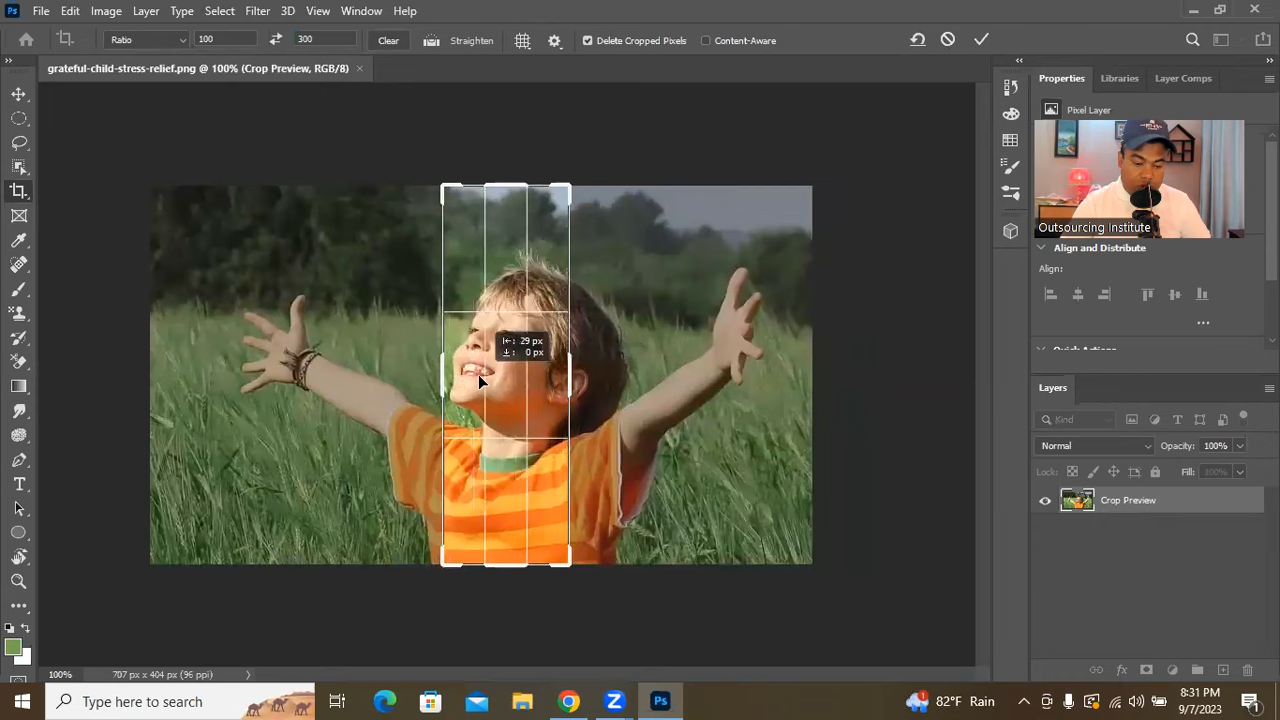 Ps File Edit Image Layer Type Select Filter 3D View Window Help
Ratio 100 300 Clear Straighten Delete Cropped Pixels Content-Aware
grateful-child-stress-relief.png @ 100% (Crop Preview, RGB/8) ×
Properties Libraries Layer Comps
Pixel Layer
Outsourcing Institute
Align and Distribute
Align:
29 px
0 px
Layers
Kind
Normal Opacity: 100%
Lock: Fill: 100%
Crop Preview
100% 707 px x 404 px (96 ppi)
Type here to search
Ps
82°F Rain
8:31 PM
9/7/2023